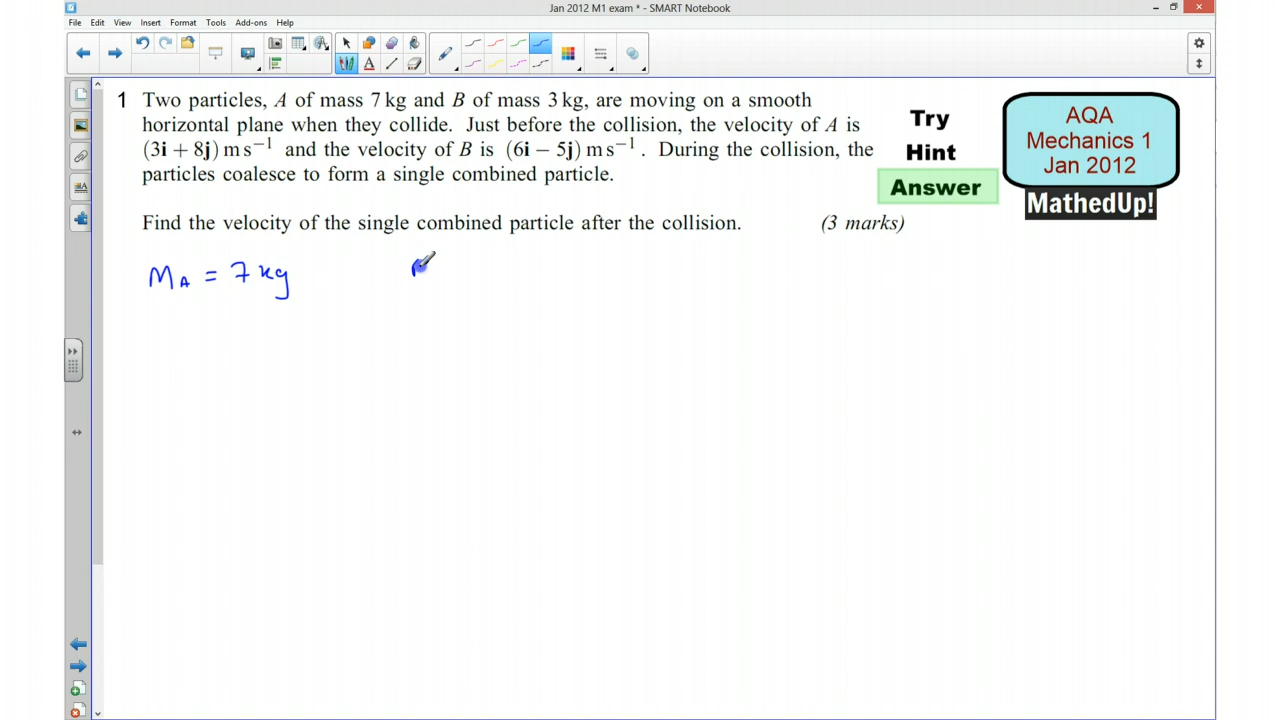 Jan 2012 M1 exam * - SMART Notebook
File Edit View Insert Format Tools Add-ons Help
1 Two particles, A of mass 7 kg and B of mass 3 kg, are moving on a smooth
horizontal plane when they collide. Just before the collision, the velocity of A is
(3i + 8j) m s⁻¹ and the velocity of B is (6i − 5j) m s⁻¹. During the collision, the
particles coalesce to form a single combined particle.
Find the velocity of the single combined particle after the collision. (3 marks)
Try
Hint
Answer
AQA
Mechanics 1
Jan 2012
MathedUp!
M_A = 7 kg